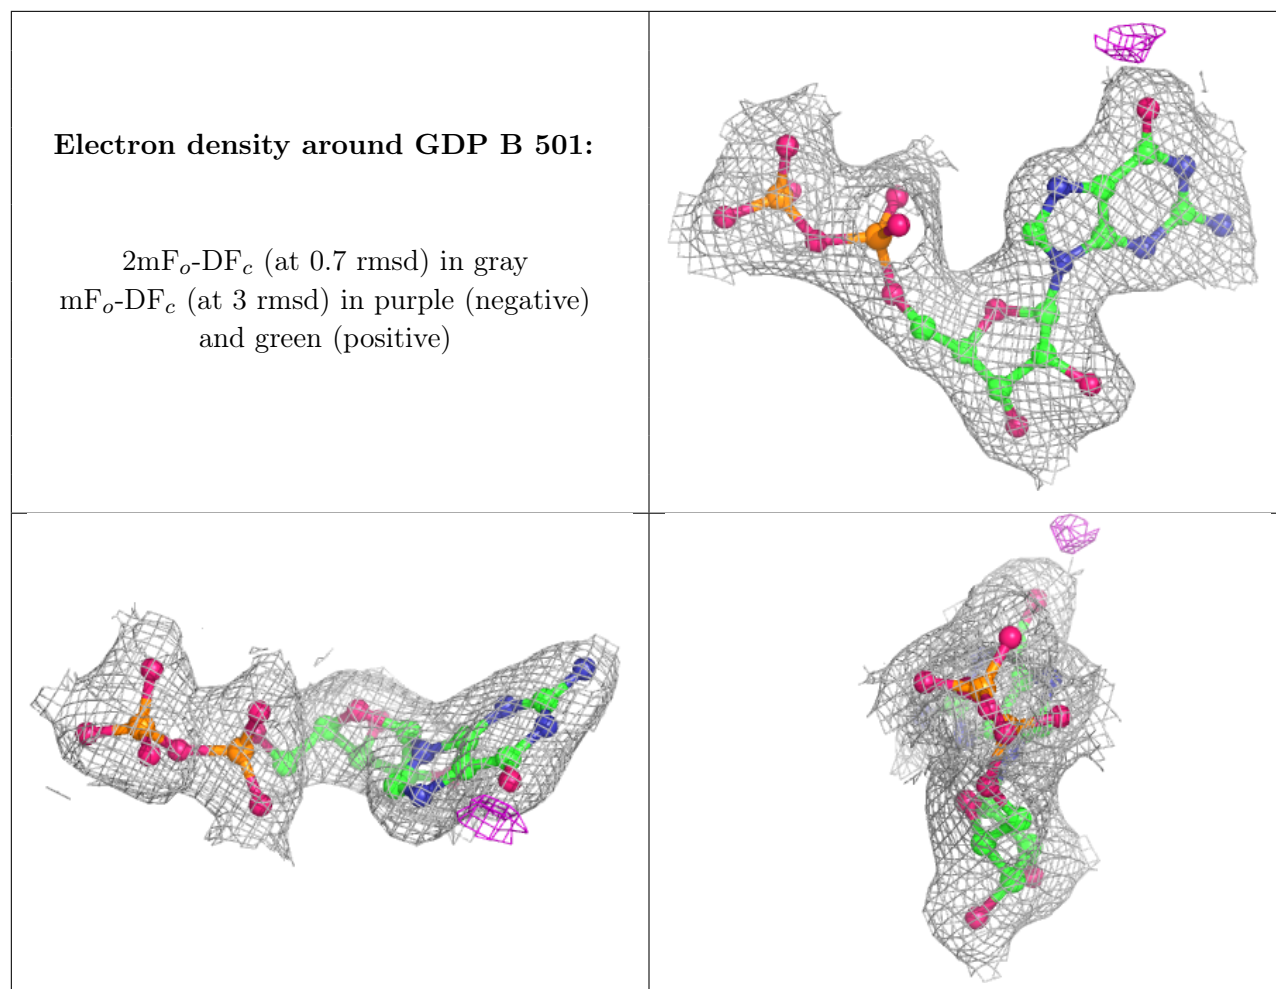 Electron density around GDP B 501:
2mFo-DFc (at 0.7 rmsd) in gray
mFo-DFc (at 3 rmsd) in purple (negative)
and green (positive)